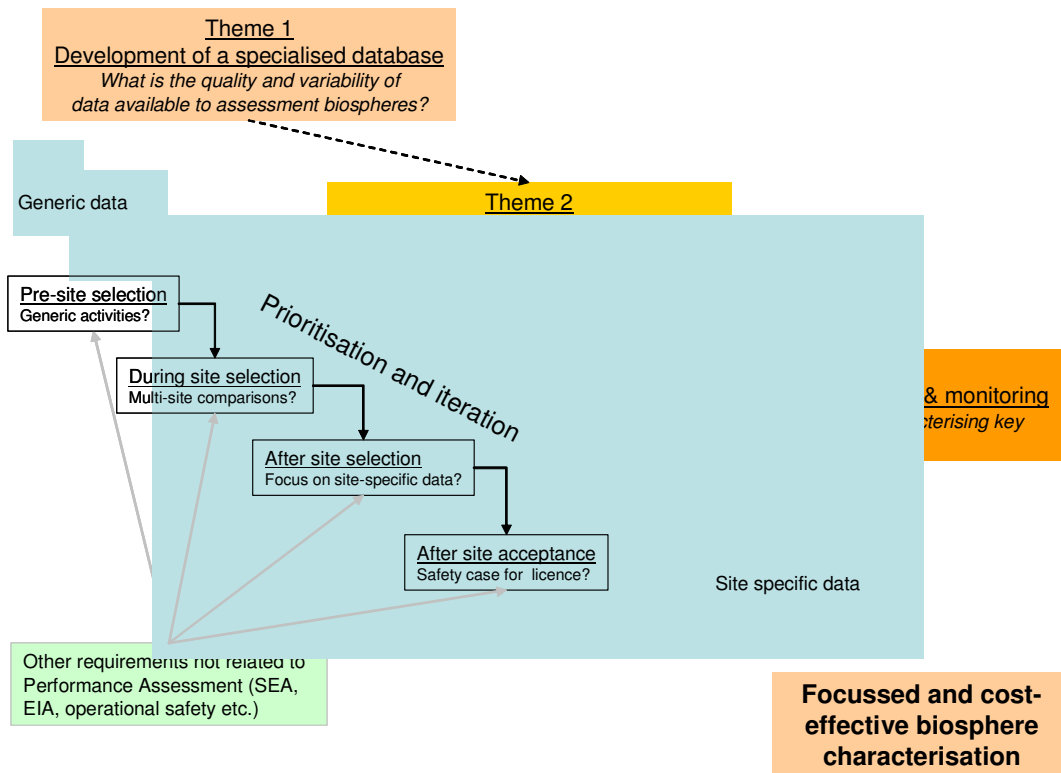 Theme 1
Development of a specialised database
What is the quality and variability of
data available to assessment biospheres?
Generic data
Theme 2
Pre-site selection
Generic activities?
Prioritisation and iteration
During site selection
Multi-site comparisons?
& monitoring
key
After site selection
Focus on site-specific data?
After site acceptance
Safety case for licence?
Site specific data
Other requirements not related to
Performance Assessment (SEA,
EIA, operational safety etc.)
Focussed and cost-
effective biosphere
characterisation